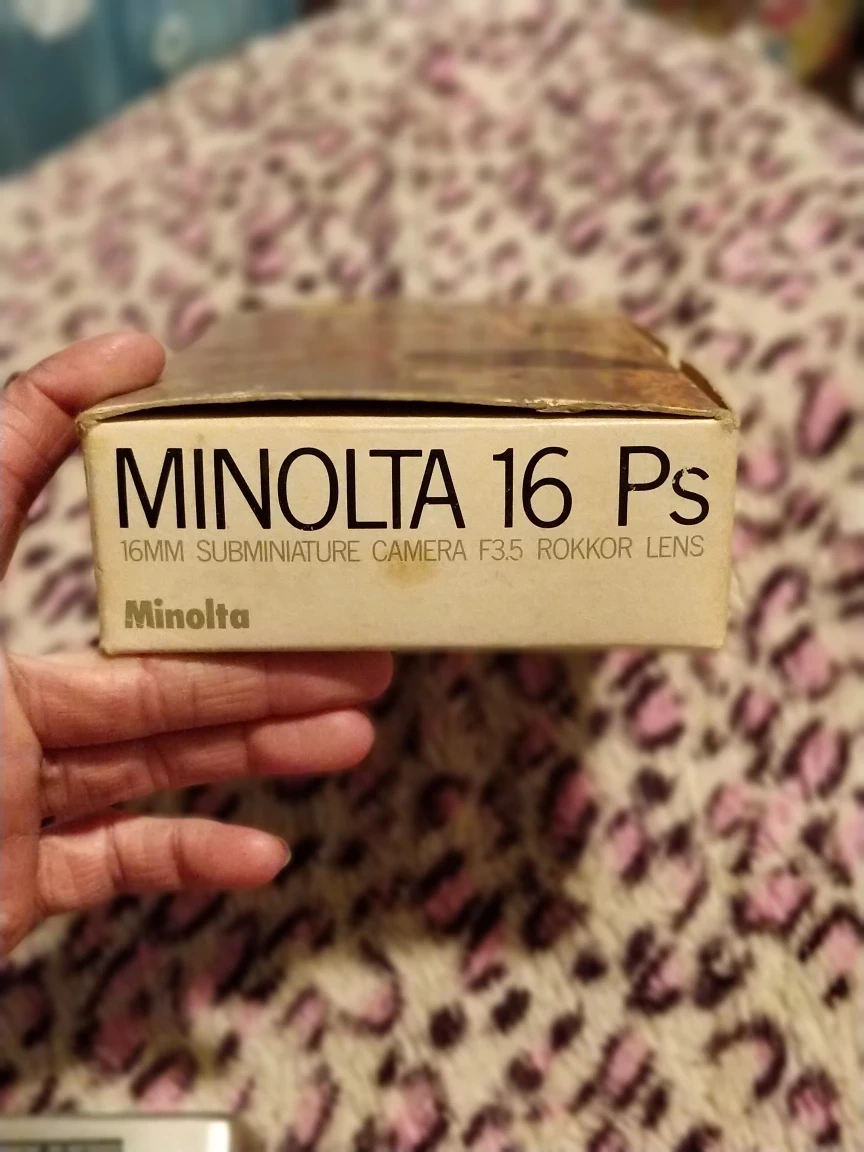 MINOLTA 16 Ps
16MM SUBMINIATURE CAMERA F3.5 ROKKOR LENS
Minolta